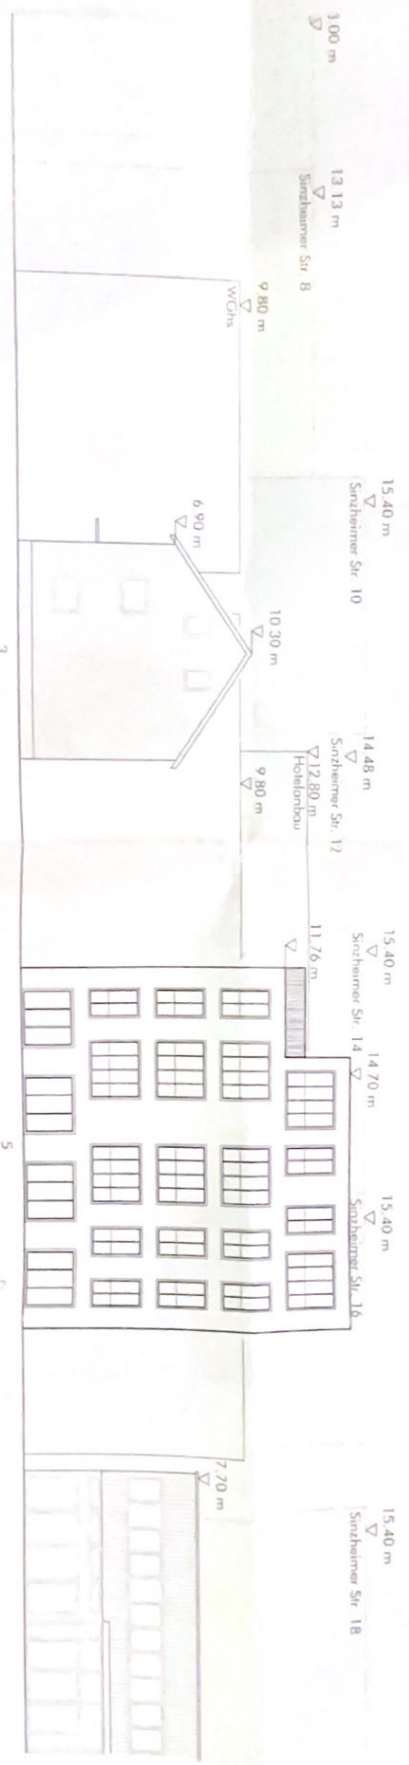 13.13 m
Sinzheimer Str. 8
9.80 m
WGhs
15.40 m
Sinzheimer Str. 10
6.90 m
10.30 m
14.48 m
Sinzheimer Str. 12
12.80 m
Hotelanbau
9.80 m
15.40 m
Sinzheimer Str. 14
11.76 m
14.70 m
15.40 m
Sinzheimer Str. 16
7.70 m
15.40 m
Sinzheimer Str. 18
5